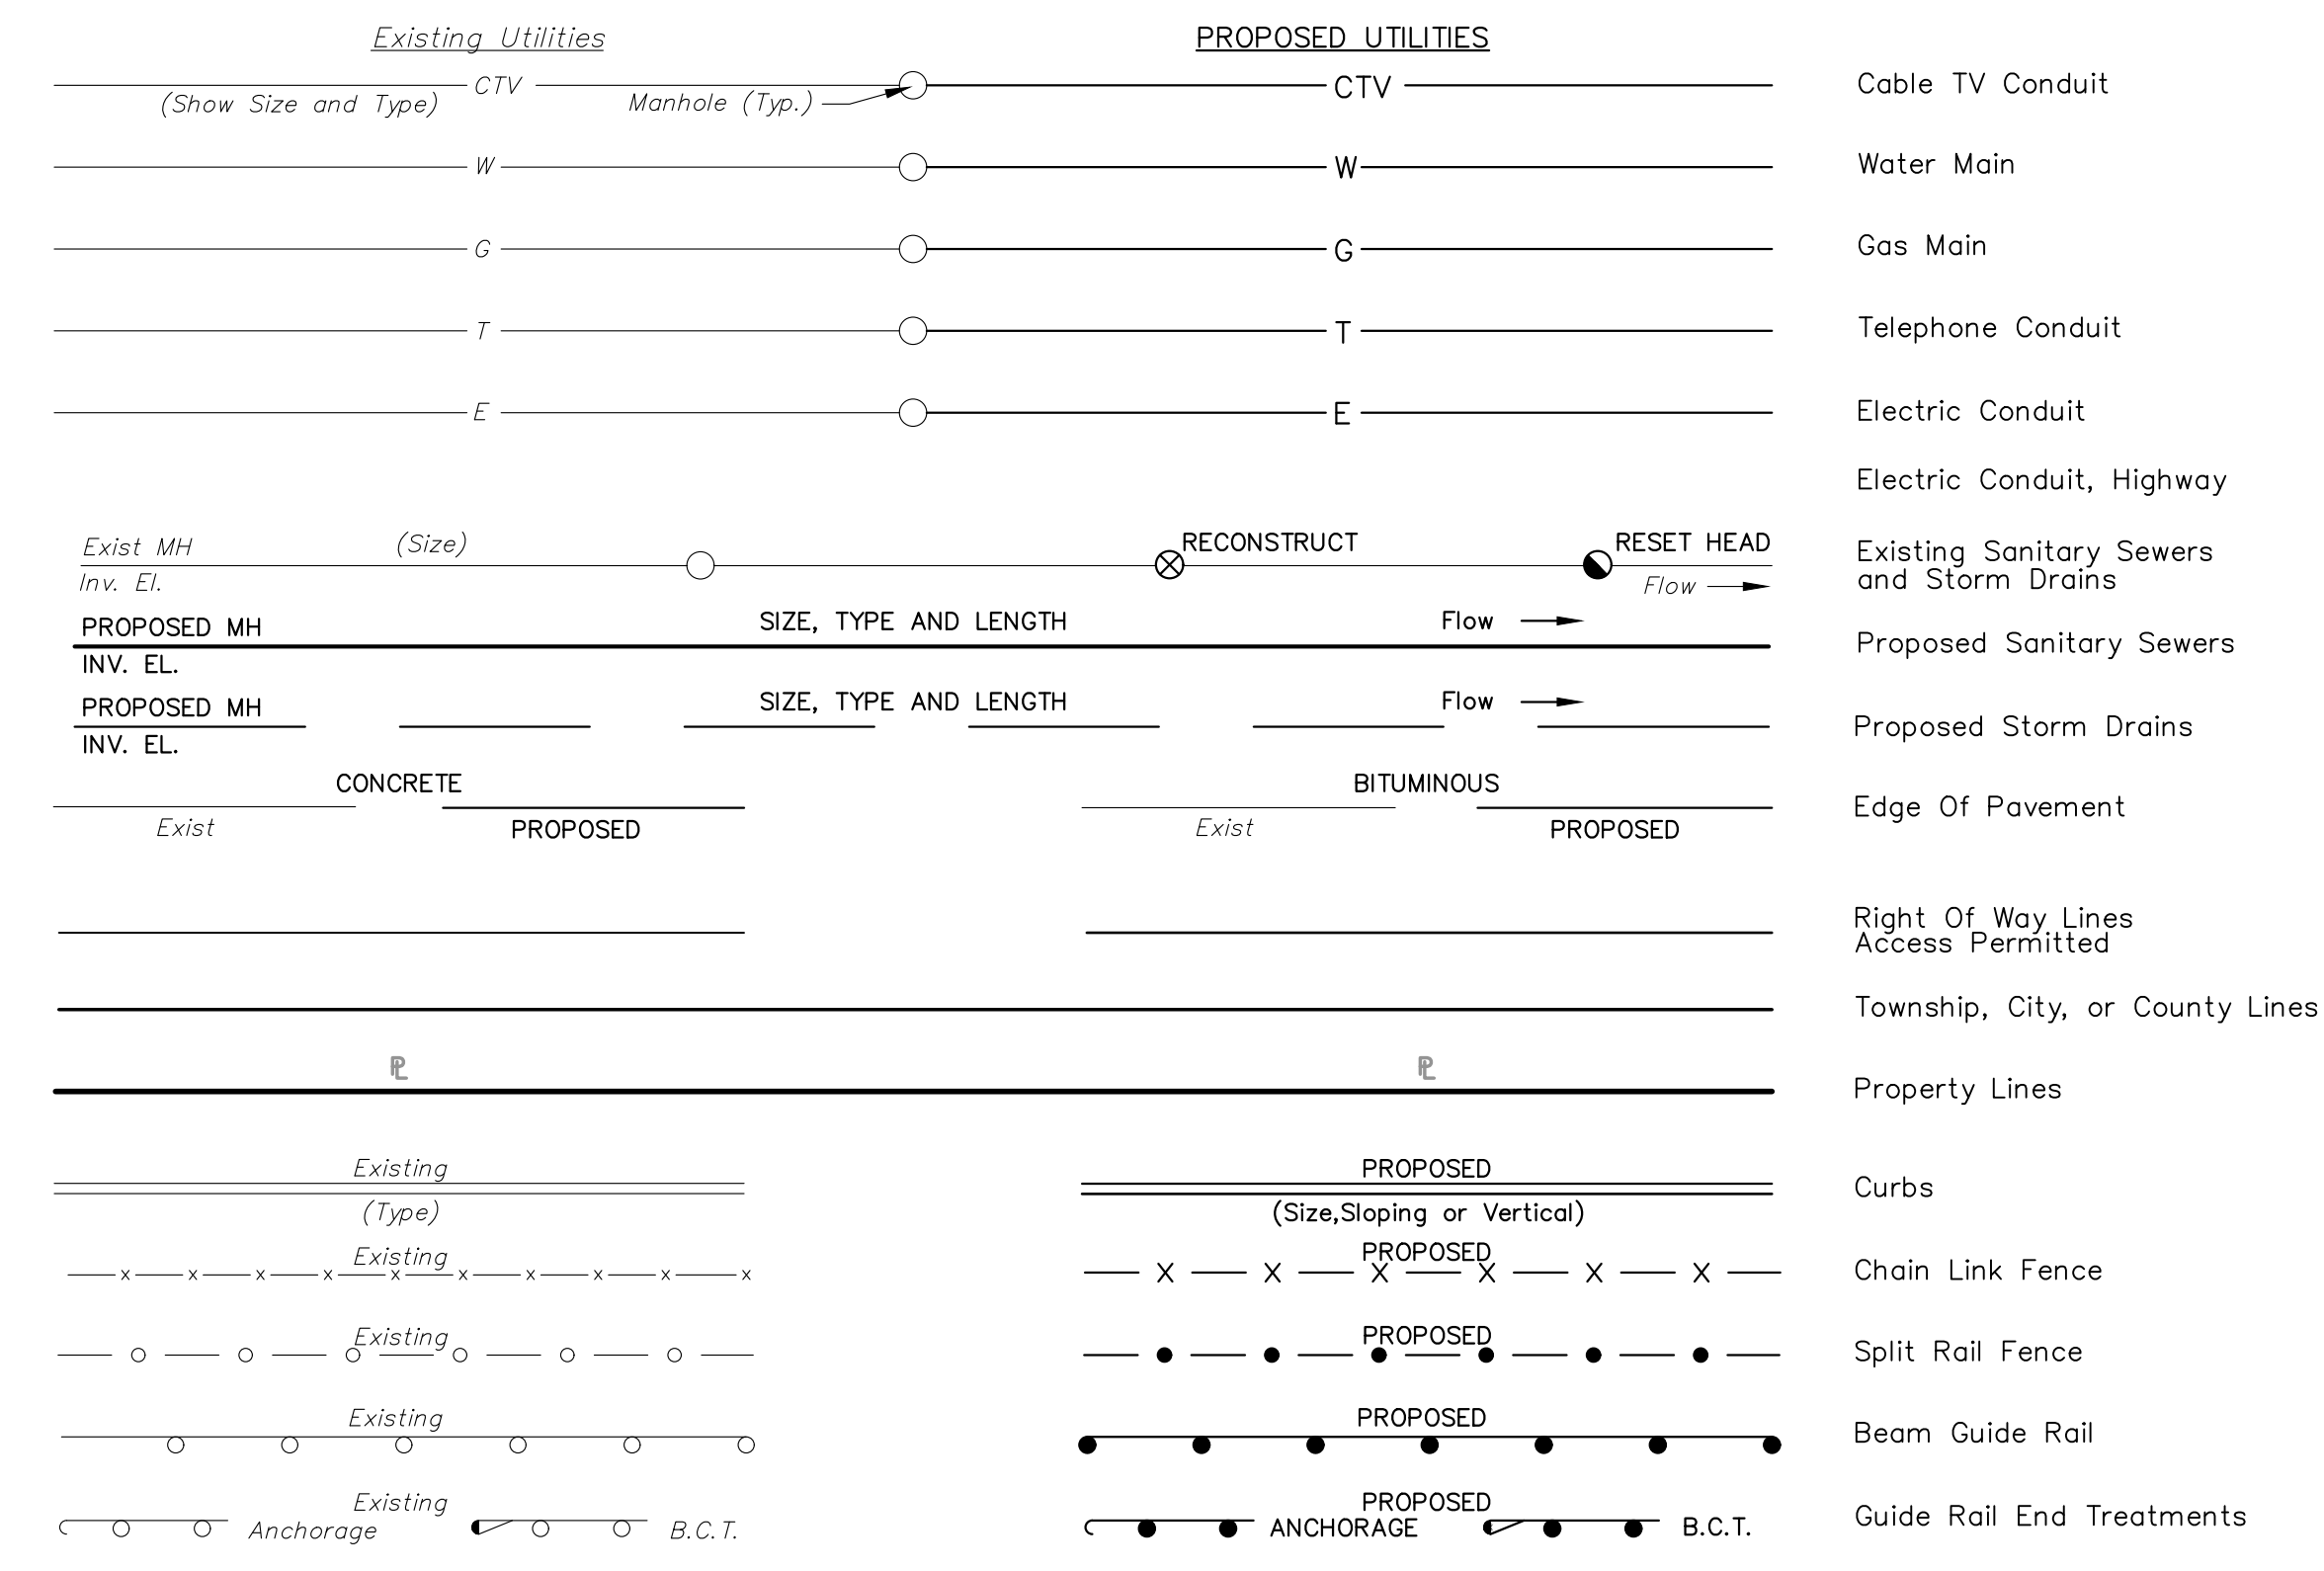 Existing Utilities PROPOSED UTILITIES
CTV CTV Cable TV Conduit
(Show Size and Type) Manhole (Typ.)
W W Water Main
G G Gas Main
T T Telephone Conduit
E E Electric Conduit
Electric Conduit, Highway
Exist MH (Size) RECONSTRUCT RESET HEAD
Existing Sanitary Sewers
and Storm Drains
Inv. El. Flow
PROPOSED MH SIZE, TYPE AND LENGTH Flow
Proposed Sanitary Sewers
INV. EL.
PROPOSED MH SIZE, TYPE AND LENGTH Flow
Proposed Storm Drains
INV. EL.
CONCRETE BITUMINOUS
Edge Of Pavement
Exist PROPOSED Exist PROPOSED
Right Of Way Lines
Access Permitted
Township, City, or County Lines
PL PL
Property Lines
Existing PROPOSED
Curbs
(Type) (Size,Sloping or Vertical)
Existing PROPOSED
x x x x x x x x x x X X X X X X Chain Link Fence
Existing PROPOSED
Split Rail Fence
Existing PROPOSED
Beam Guide Rail
Existing PROPOSED
Anchorage B.C.T. ANCHORAGE B.C.T. Guide Rail End Treatments